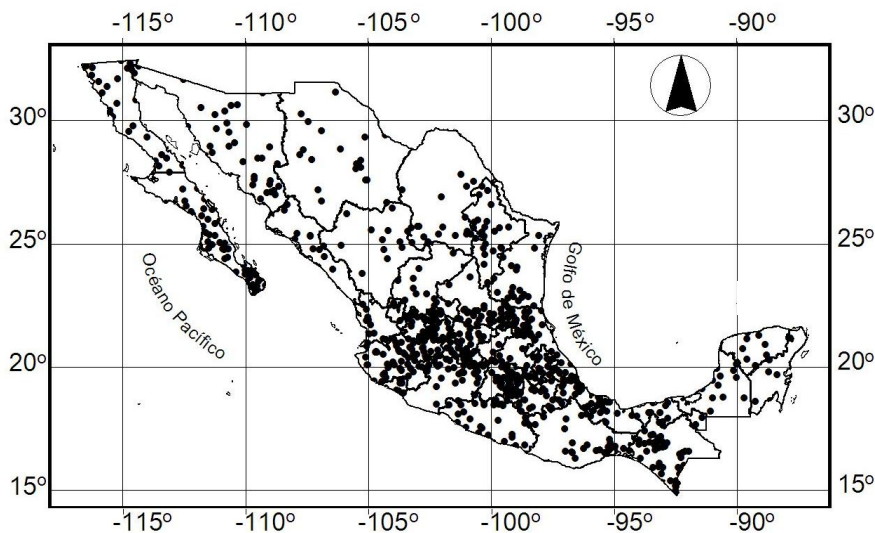 -115º -110º -105º -100º -95º -90º
30º 30º
25º 25º
Océano Pacífico
Golfo de México
20º 20º
15º 15º
-115º -110º -105º -100º -95º -90º